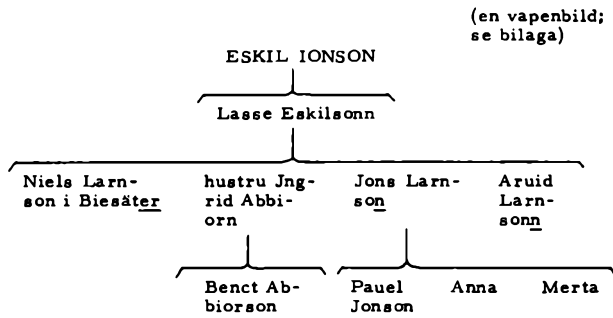 (en vapenbild;
se bilaga)
ESKIL IONSON
Lasse Eskilsonn
Niels Larn-
son i Biesäter
hustru Jng-
rid Abbi-
orn
Jons Larn-
son
Aruid
Larn-
sonn
Benct Ab-
biorson
Pauel
Jonson
Anna
Merta